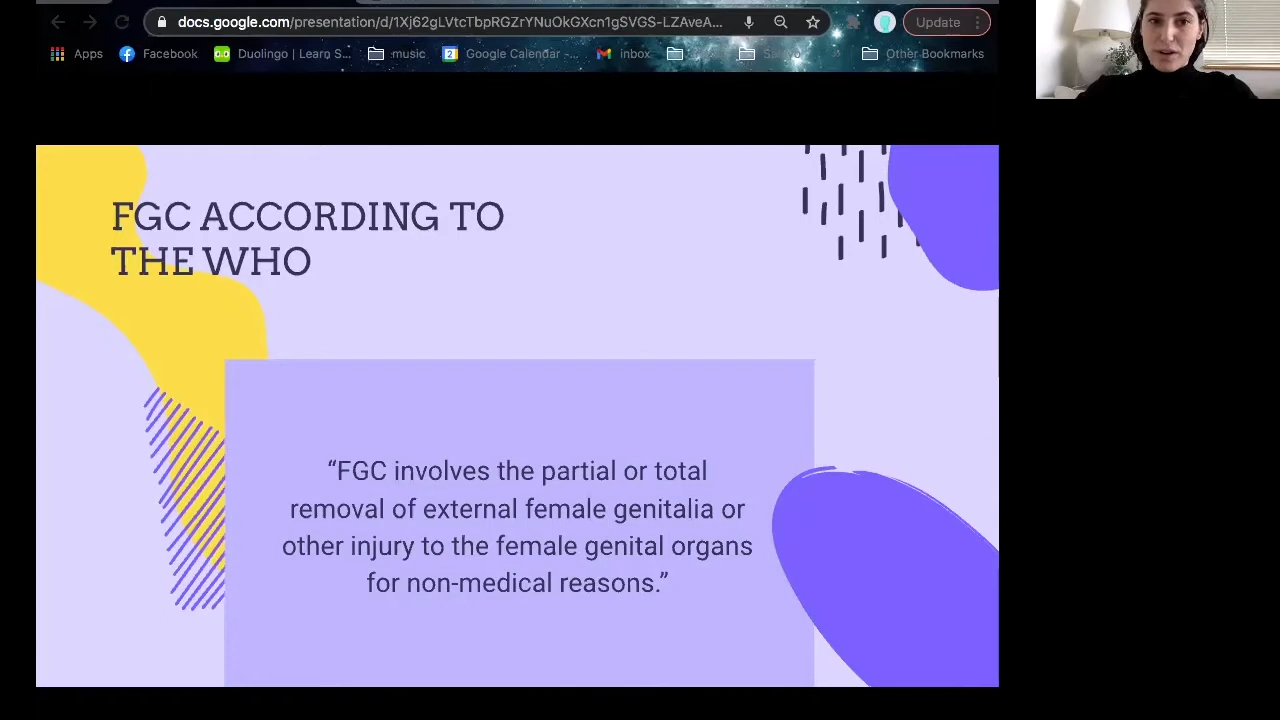 docs.google.com/presentation/d/1Xj62gLVtcTbpRGZrYNuOkGXcn1gSVGS-LZAveA...
Update
Apps
Facebook
Duolingo | Learn S...
music
Google Calendar -...
inbox
Other Bookmarks
FGC ACCORDING TO
THE WHO
“FGC involves the partial or total
removal of external female genitalia or
other injury to the female genital organs
for non-medical reasons.”